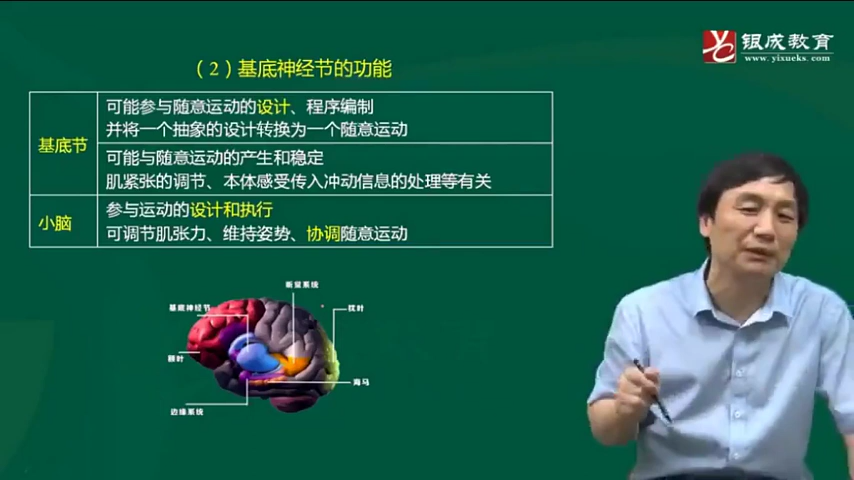 银成教育
www.yixueks.com
（2）基底神经节的功能
基底节
可能参与随意运动的设计、程序编制
并将一个抽象的设计转换为一个随意运动
可能与随意运动的产生和稳定
肌紧张的调节、本体感受传入冲动信息的处理等有关
小脑
参与运动的设计和执行
可调节肌张力、维持姿势、协调随意运动
听显系统
基底神经节
枕叶
额叶
海马
边缘系统